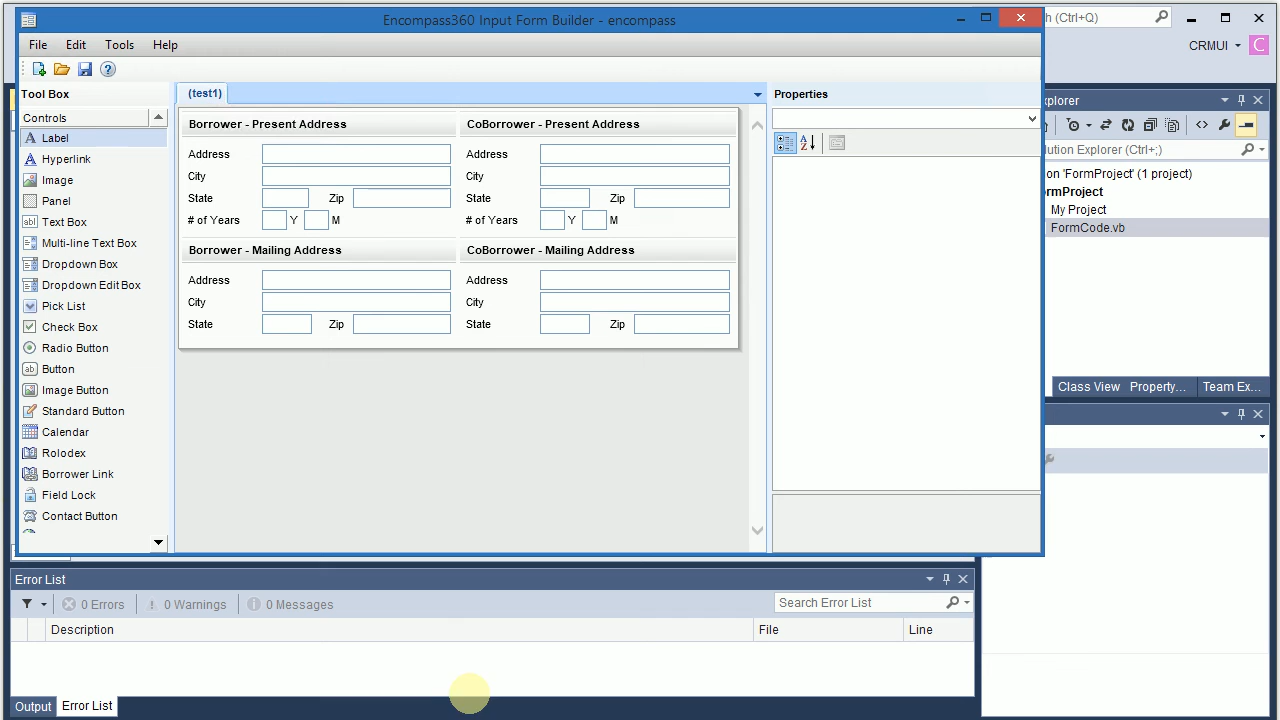 Encompass360 Input Form Builder - encompass
File Edit Tools Help
Tool Box
Controls
Label
Hyperlink
Image
Panel
Text Box
Multi-line Text Box
Dropdown Box
Dropdown Edit Box
Pick List
Check Box
Radio Button
Button
Image Button
Standard Button
Calendar
Rolodex
Borrower Link
Field Lock
Contact Button
(test1)
Borrower - Present Address CoBorrower - Present Address
Address Address
City City
State Zip State Zip
# of Years Y M # of Years Y M
Borrower - Mailing Address CoBorrower - Mailing Address
Address Address
City City
State Zip State Zip
Properties
h (Ctrl+Q)
CRMUI C
xplorer
lution Explorer (Ctrl+;)
on 'FormProject' (1 project)
rmProject
My Project
FormCode.vb
Class View Property... Team Ex...
Error List
0 Errors 0 Warnings Messages
Search Error List
Description File Line
Output Error List